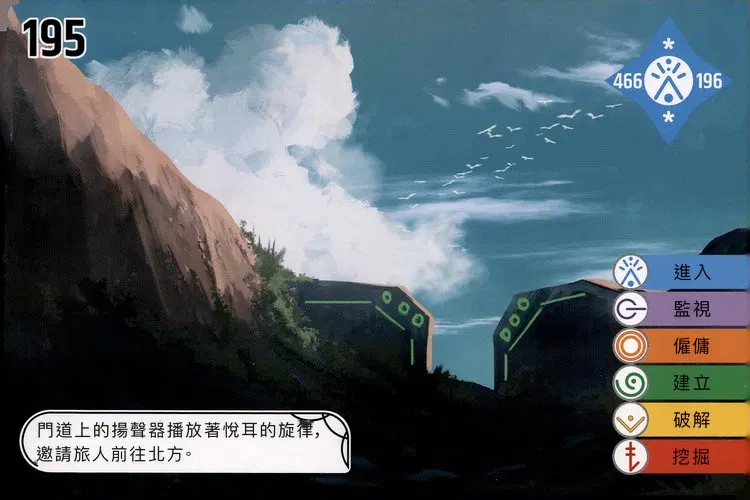 195
*
466 196
*
進入
監視
僱傭
建立
破解
挖掘
門道上的揚聲器播放著悅耳的旋律,
邀請旅人前往北方。